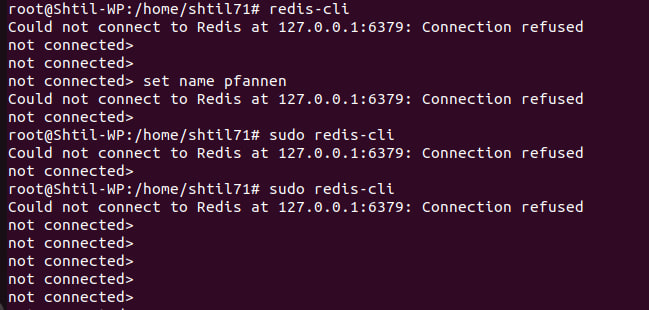 root@Shtil-WP:/home/shtil71# redis-cli
Could not connect to Redis at 127.0.0.1:6379: Connection refused
not connected>
not connected>
not connected> set name pfannen
Could not connect to Redis at 127.0.0.1:6379: Connection refused
not connected>
root@Shtil-WP:/home/shtil71# sudo redis-cli
Could not connect to Redis at 127.0.0.1:6379: Connection refused
not connected>
root@Shtil-WP:/home/shtil71# sudo redis-cli
Could not connect to Redis at 127.0.0.1:6379: Connection refused
not connected>
not connected>
not connected>
not connected>
not connected>